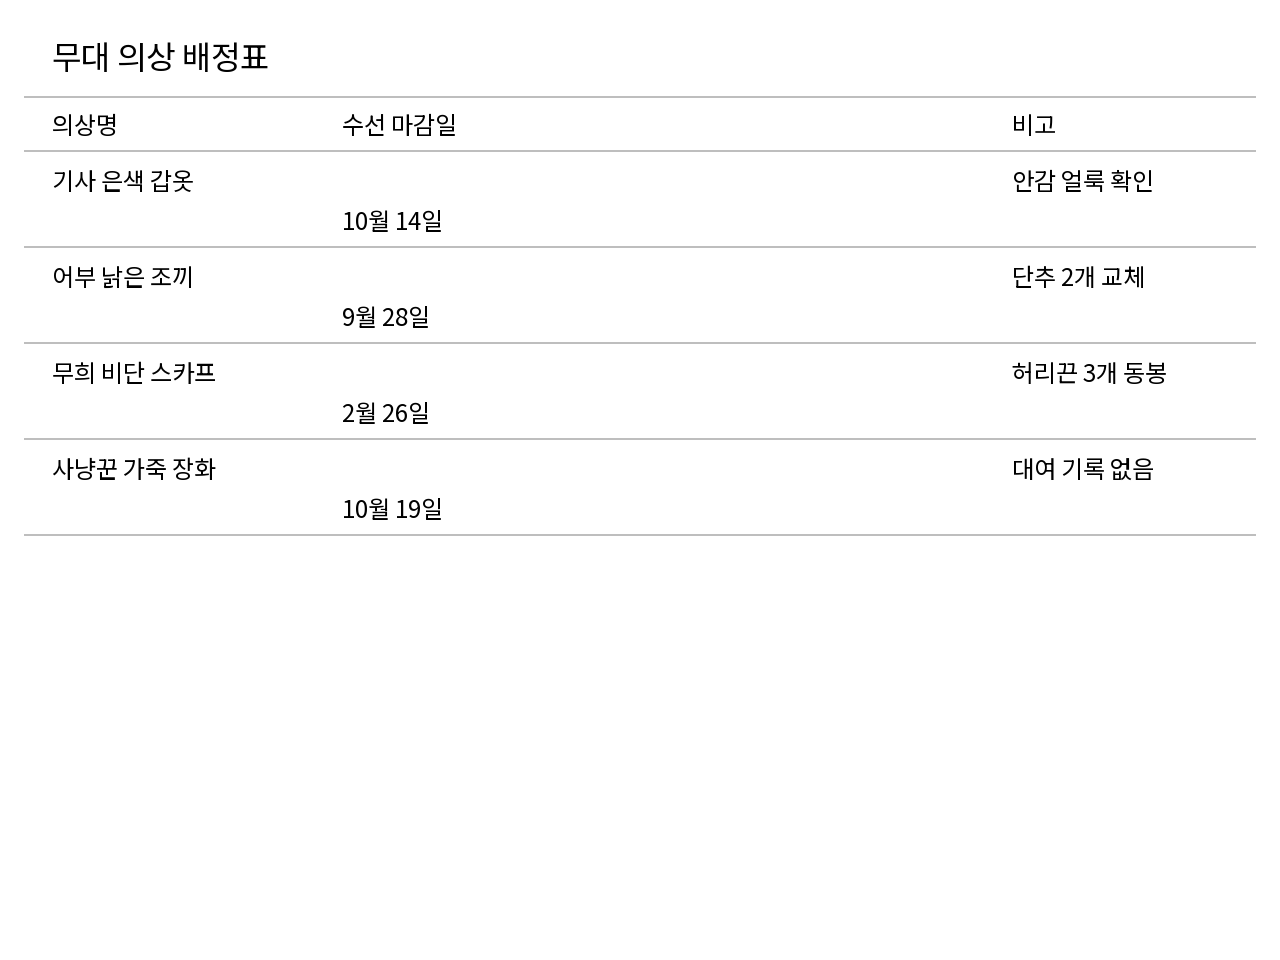 무대 의상 배정표
의상명 수선 마감일 비고
기사 은색 갑옷 안감 얼룩 확인
10월 14일
어부 낡은 조끼 단추 2개 교체
9월 28일
무희 비단 스카프 허리끈 3개 동봉
2월 26일
사냥꾼 가죽 장화 대여 기록 없음
10월 19일